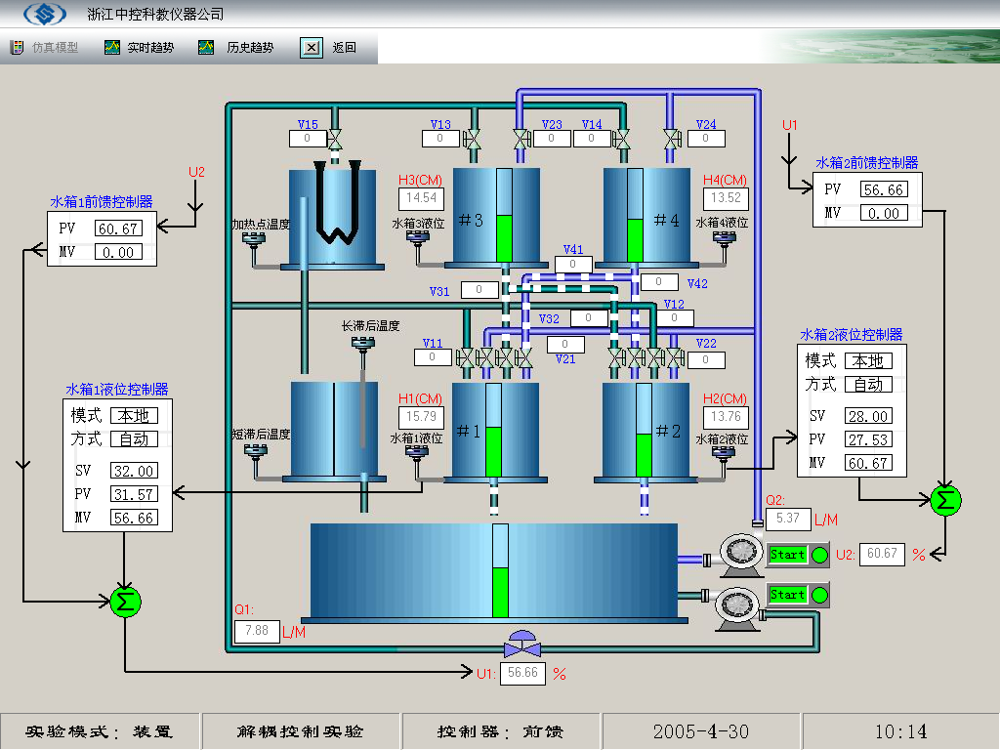 浙江中控科教仪器公司
仿真模型 实时趋势 历史趋势 返回
V15 0
V13 0
V23 0
V14 0
V24 0
U1
水箱2前馈控制器
PV 56.66
MV 0.00
U2
水箱1前馈控制器
PV 60.67
MV 0.00
H3(CM)
14.54
水箱3液位
#3
H4(CM)
13.52
水箱4液位
#4
加热点温度
V41
0
V31 0
0 V42
V32 0
V12
0
长滞后温度
V11
0
0
V21
V22
0
水箱2液位控制器
模式 本地
方式 自动
SV 28.00
PV 27.53
MV 60.67
水箱1液位控制器
模式 本地
方式 自动
SV 32.00
PV 31.57
MV 56.66
H1(CM)
15.79
水箱1液位
#1
H2(CM)
13.76
水箱2液位
#2
短滞后温度
Q2:
5.37 L/M
Σ
Start
U2: 60.67 %
Start
Σ
Q1:
7.88 L/M
U1: 56.66 %
实验模式：装置 解耦控制实验 控制器：前馈 2005-4-30 10:14